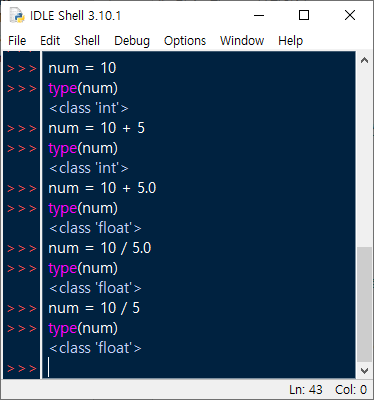 IDLE Shell 3.10.1
File Edit Shell Debug Options Window Help
>>> num = 10
>>> type(num)
<class 'int'>
>>> num = 10 + 5
>>> type(num)
<class 'int'>
>>> num = 10 + 5.0
>>> type(num)
<class 'float'>
>>> num = 10 / 5.0
>>> type(num)
<class 'float'>
>>> num = 10 / 5
>>> type(num)
<class 'float'>
>>>
Ln: 43 Col: 0